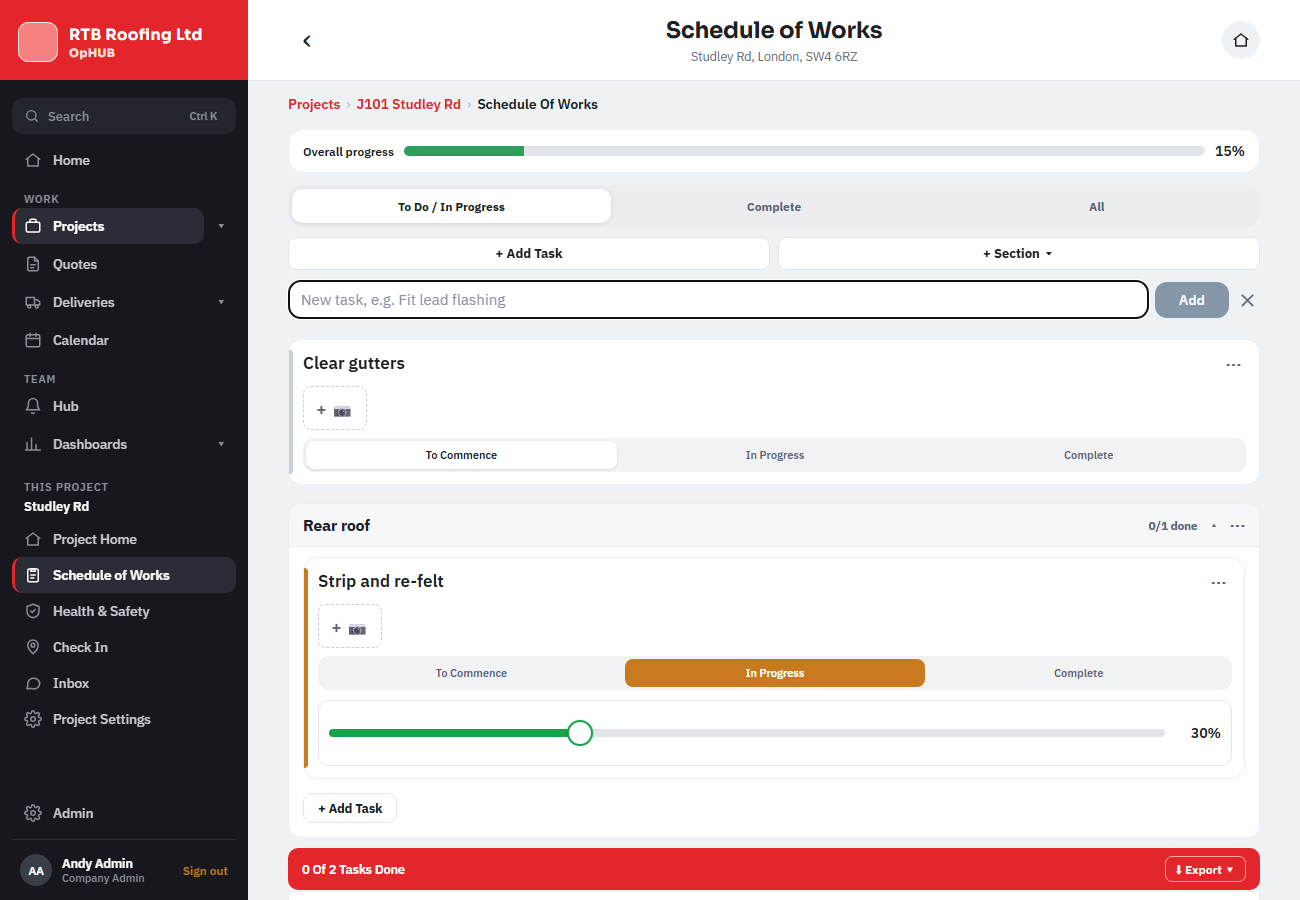 RTB Roofing Ltd
OpHUB
Search
Ctrl K
Home
WORK
Projects
Quotes
Deliveries
Calendar
TEAM
Hub
Dashboards
THIS PROJECT
Studley Rd
Project Home
Schedule of Works
Health & Safety
Check In
Inbox
Project Settings
Admin
AA
Andy Admin
Company Admin
Sign out
Schedule of Works
Studley Rd, London, SW4 6RZ
Projects › J101 Studley Rd › Schedule Of Works
Overall progress
15%
To Do / In Progress
Complete
All
+ Add Task
+ Section
New task, e.g. Fit lead flashing
Add
Clear gutters
+
To Commence
In Progress
Complete
Rear roof
0/1 done
Strip and re-felt
+
To Commence
In Progress
Complete
30%
+ Add Task
0 Of 2 Tasks Done
⬇ Export ▼